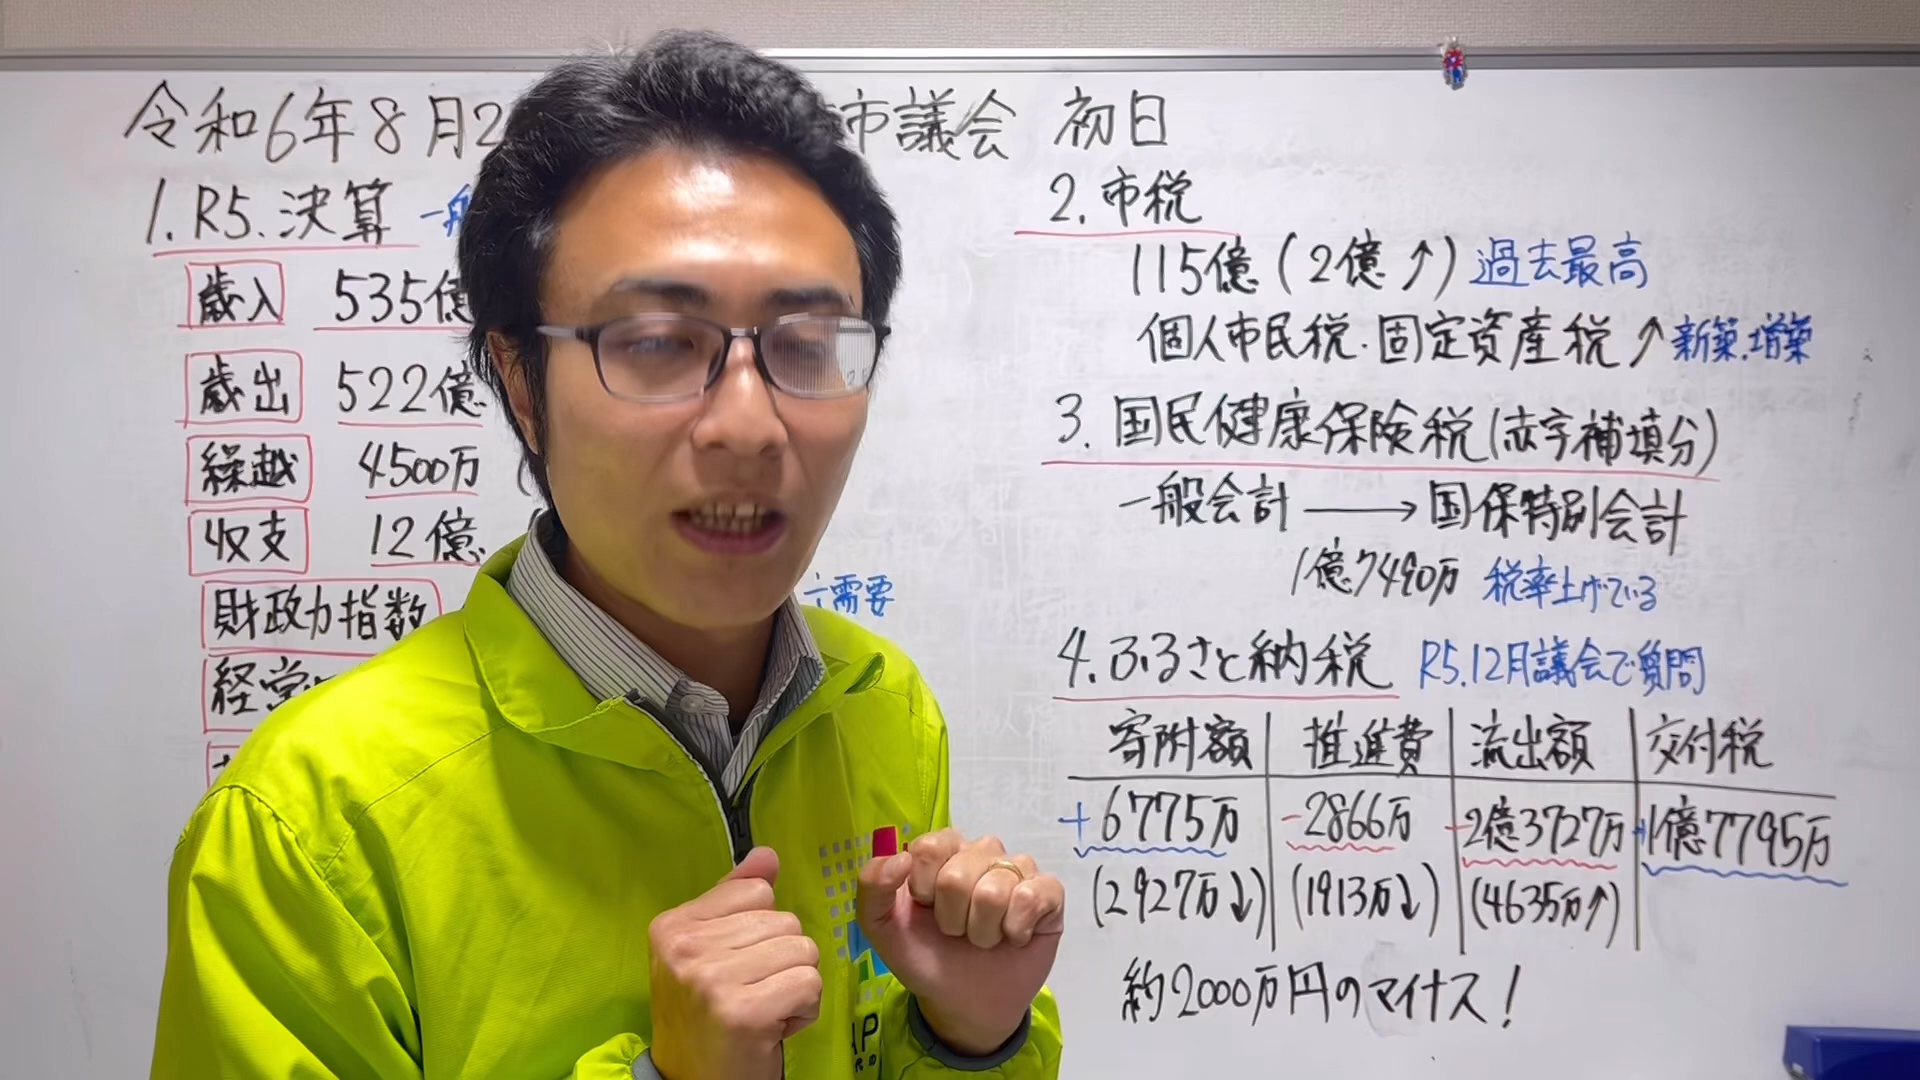 令和6年8月2 市議会 初日
1. R5. 決算 一般
歳入 535億
歳出 522億
繰越 4500万 (
収支 12億
財政力指数
需要
経営
2. 市税
115億 (2億↑) 過去最高
個人市民税・固定資産税↗ 新築.増築
3. 国民健康保険税(赤字補填分)
一般会計 → 国保特別会計
1億7490万 税率上げている
4. ふるさと納税 R5.12月議会で質問
寄附額 推進費 流出額 交付税
+6775万 -2866万 -2億3727万 +1億7795万
(2927万↓) (1913万↓) (4635万↑)
約2000万円のマイナス!
AP